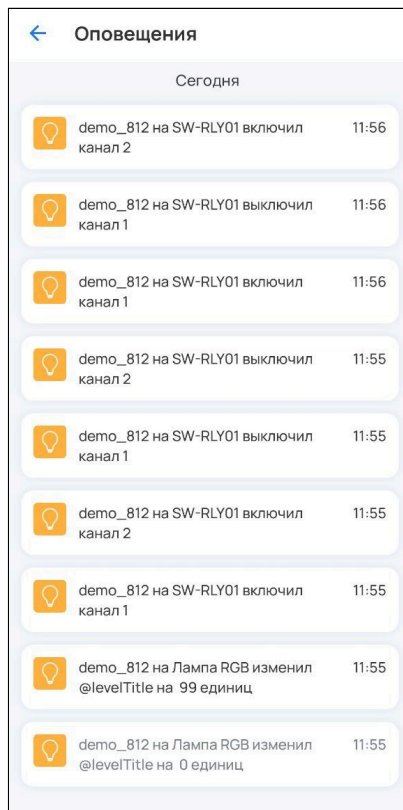 Оповещения
Сегодня
demo_812 на SW-RLY01 включил 11:56
канал 2
demo_812 на SW-RLY01 выключил 11:56
канал 1
demo_812 на SW-RLY01 включил 11:56
канал 1
demo_812 на SW-RLY01 выключил 11:55
канал 2
demo_812 на SW-RLY01 выключил 11:55
канал 1
demo_812 на SW-RLY01 включил 11:55
канал 2
demo_812 на SW-RLY01 включил 11:55
канал 1
demo_812 на Лампа RGB изменил 11:55
@levelTitle на 99 единиц
demo_812 на Лампа RGB изменил 11:55
@levelTitle на 0 единиц